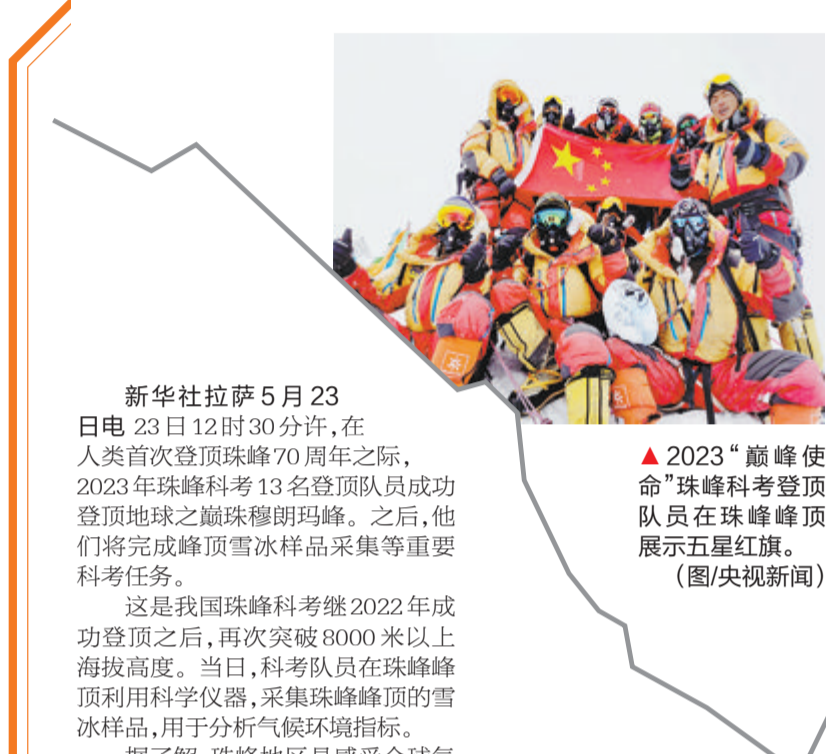 新华社拉萨5月23
日电 23日12时30分许,在
人类首次登顶珠峰70周年之际,
2023年珠峰科考13名登顶队员成功
登顶地球之巅珠穆朗玛峰。之后,他
们将完成峰顶雪冰样品采集等重要
科考任务。
这是我国珠峰科考继2022年成
功登顶之后,再次突破8000米以上
海拔高度。当日,科考队员在珠峰峰
顶利用科学仪器,采集珠峰峰顶的雪
冰样品,用于分析气候环境指标。
▲2023“巅峰使
命”珠峰科考登顶
队员在珠峰峰顶
展示五星红旗。
(图/央视新闻)